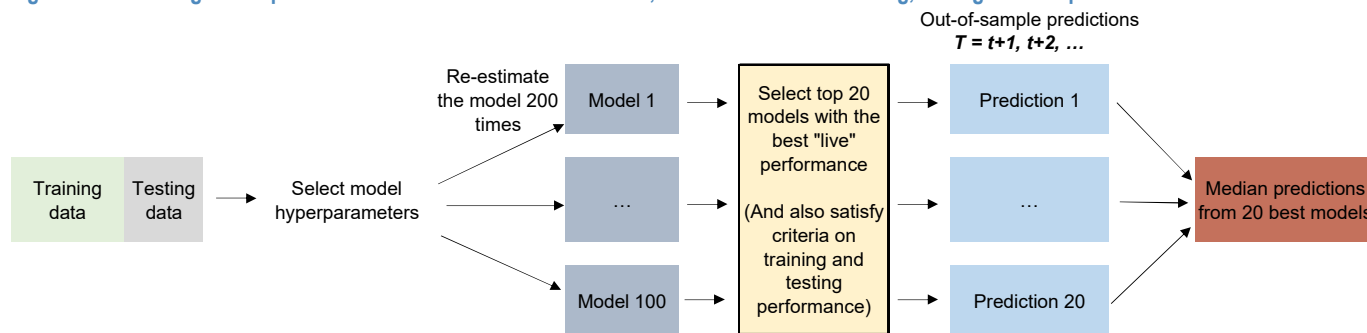 Out-of-sample predictions
T = t+1, t+2, …
Re-estimate
the model 200
times
Model 1
Select top 20
models with the
best "live"
performance
(And also satisfy
criteria on
training and
testing
performance)
Prediction 1
Training
data
Testing
data
Select model
hyperparameters
…
…
Median predictions
from 20 best models
Model 100
Prediction 20